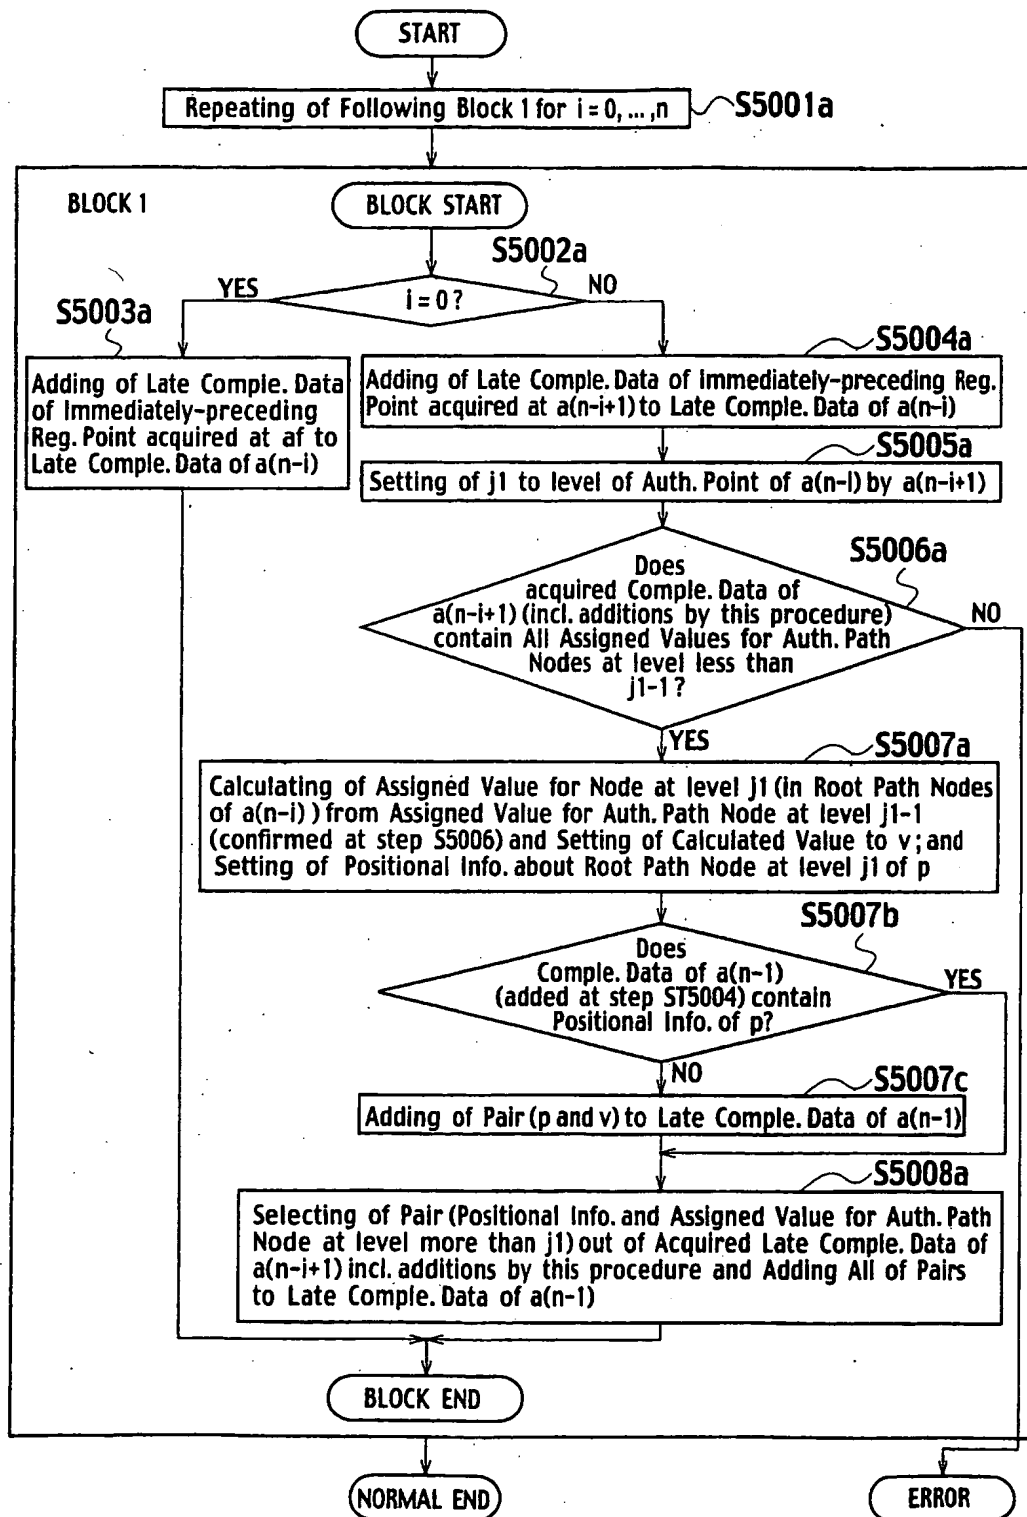 START
Repeating of Following Block 1 for i = 0, ... ,n
S5001a
BLOCK 1
BLOCK START
S5002a
YES
i = 0 ?
NO
S5003a
Adding of Late Comple. Data
of Immediately-preceding
Reg. Point acquired at af to
Late Comple. Data of a(n-i)
S5004a
Adding of Late Comple. Data of Immediately-preceding Reg.
Point acquired at a(n-i+1) to Late Comple. Data of a(n-i)
S5005a
Setting of j1 to level of Auth. Point of a(n-I) by a(n-i+1)
S5006a
Does
acquired Comple. Data of
a(n-i+1) (incl. additions by this procedure)
contain All Assigned Values for Auth. Path
Nodes at level less than
j1-1 ?
NO
YES
S5007a
Calculating of Assigned Value for Node at level j1 (in Root Path Nodes
of a(n-i) ) from Assigned Value for Auth. Path Node at level j1-1
(confirmed at step S5006) and Setting of Calculated Value to v ; and
Setting of Positional Info. about Root Path Node at level j1 of p
S5007b
Does
Comple. Data of a(n-1)
(added at step ST5004) contain
Positional Info. of p?
YES
NO
S5007c
Adding of Pair (p and v) to Late Comple. Data of a(n-1)
S5008a
Selecting of Pair (Positional Info. and Assigned Value for Auth. Path
Node at level more than j1) out of Acquired Late Comple. Data of
a(n-i+1) incl. additions by this procedure and Adding All of Pairs
to Late Comple. Data of a(n-1)
BLOCK END
NORMAL END
ERROR